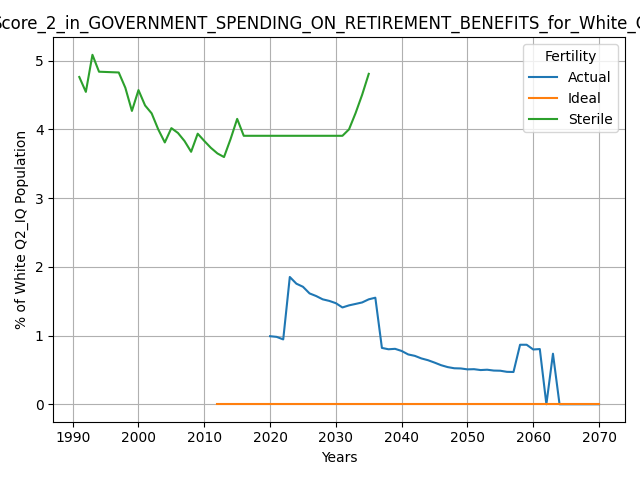 Score_2_in_GOVERNMENT_SPENDING_ON_RETIREMENT_BENEFITS_for_White_
Fertility
Actual
Ideal
Sterile
% of White Q2_IQ Population
5
4
3
2
1
0
1990 2000 2010 2020 2030 2040 2050 2060 2070
Years